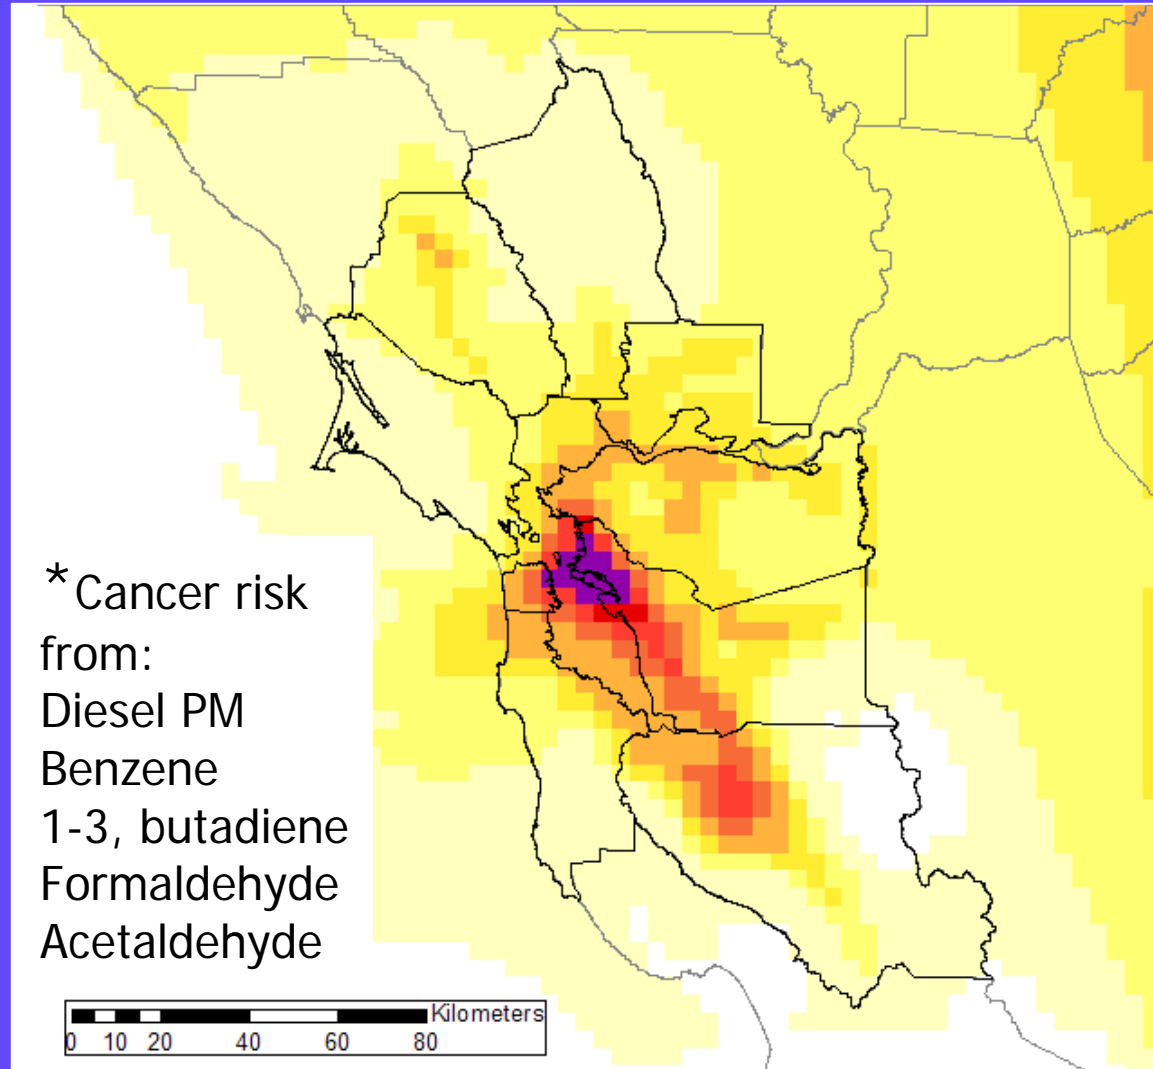 *Cancer risk
from:
Diesel PM
Benzene
1-3, butadiene
Formaldehyde
Acetaldehyde
Kilometers
0 10 20 40 60 80